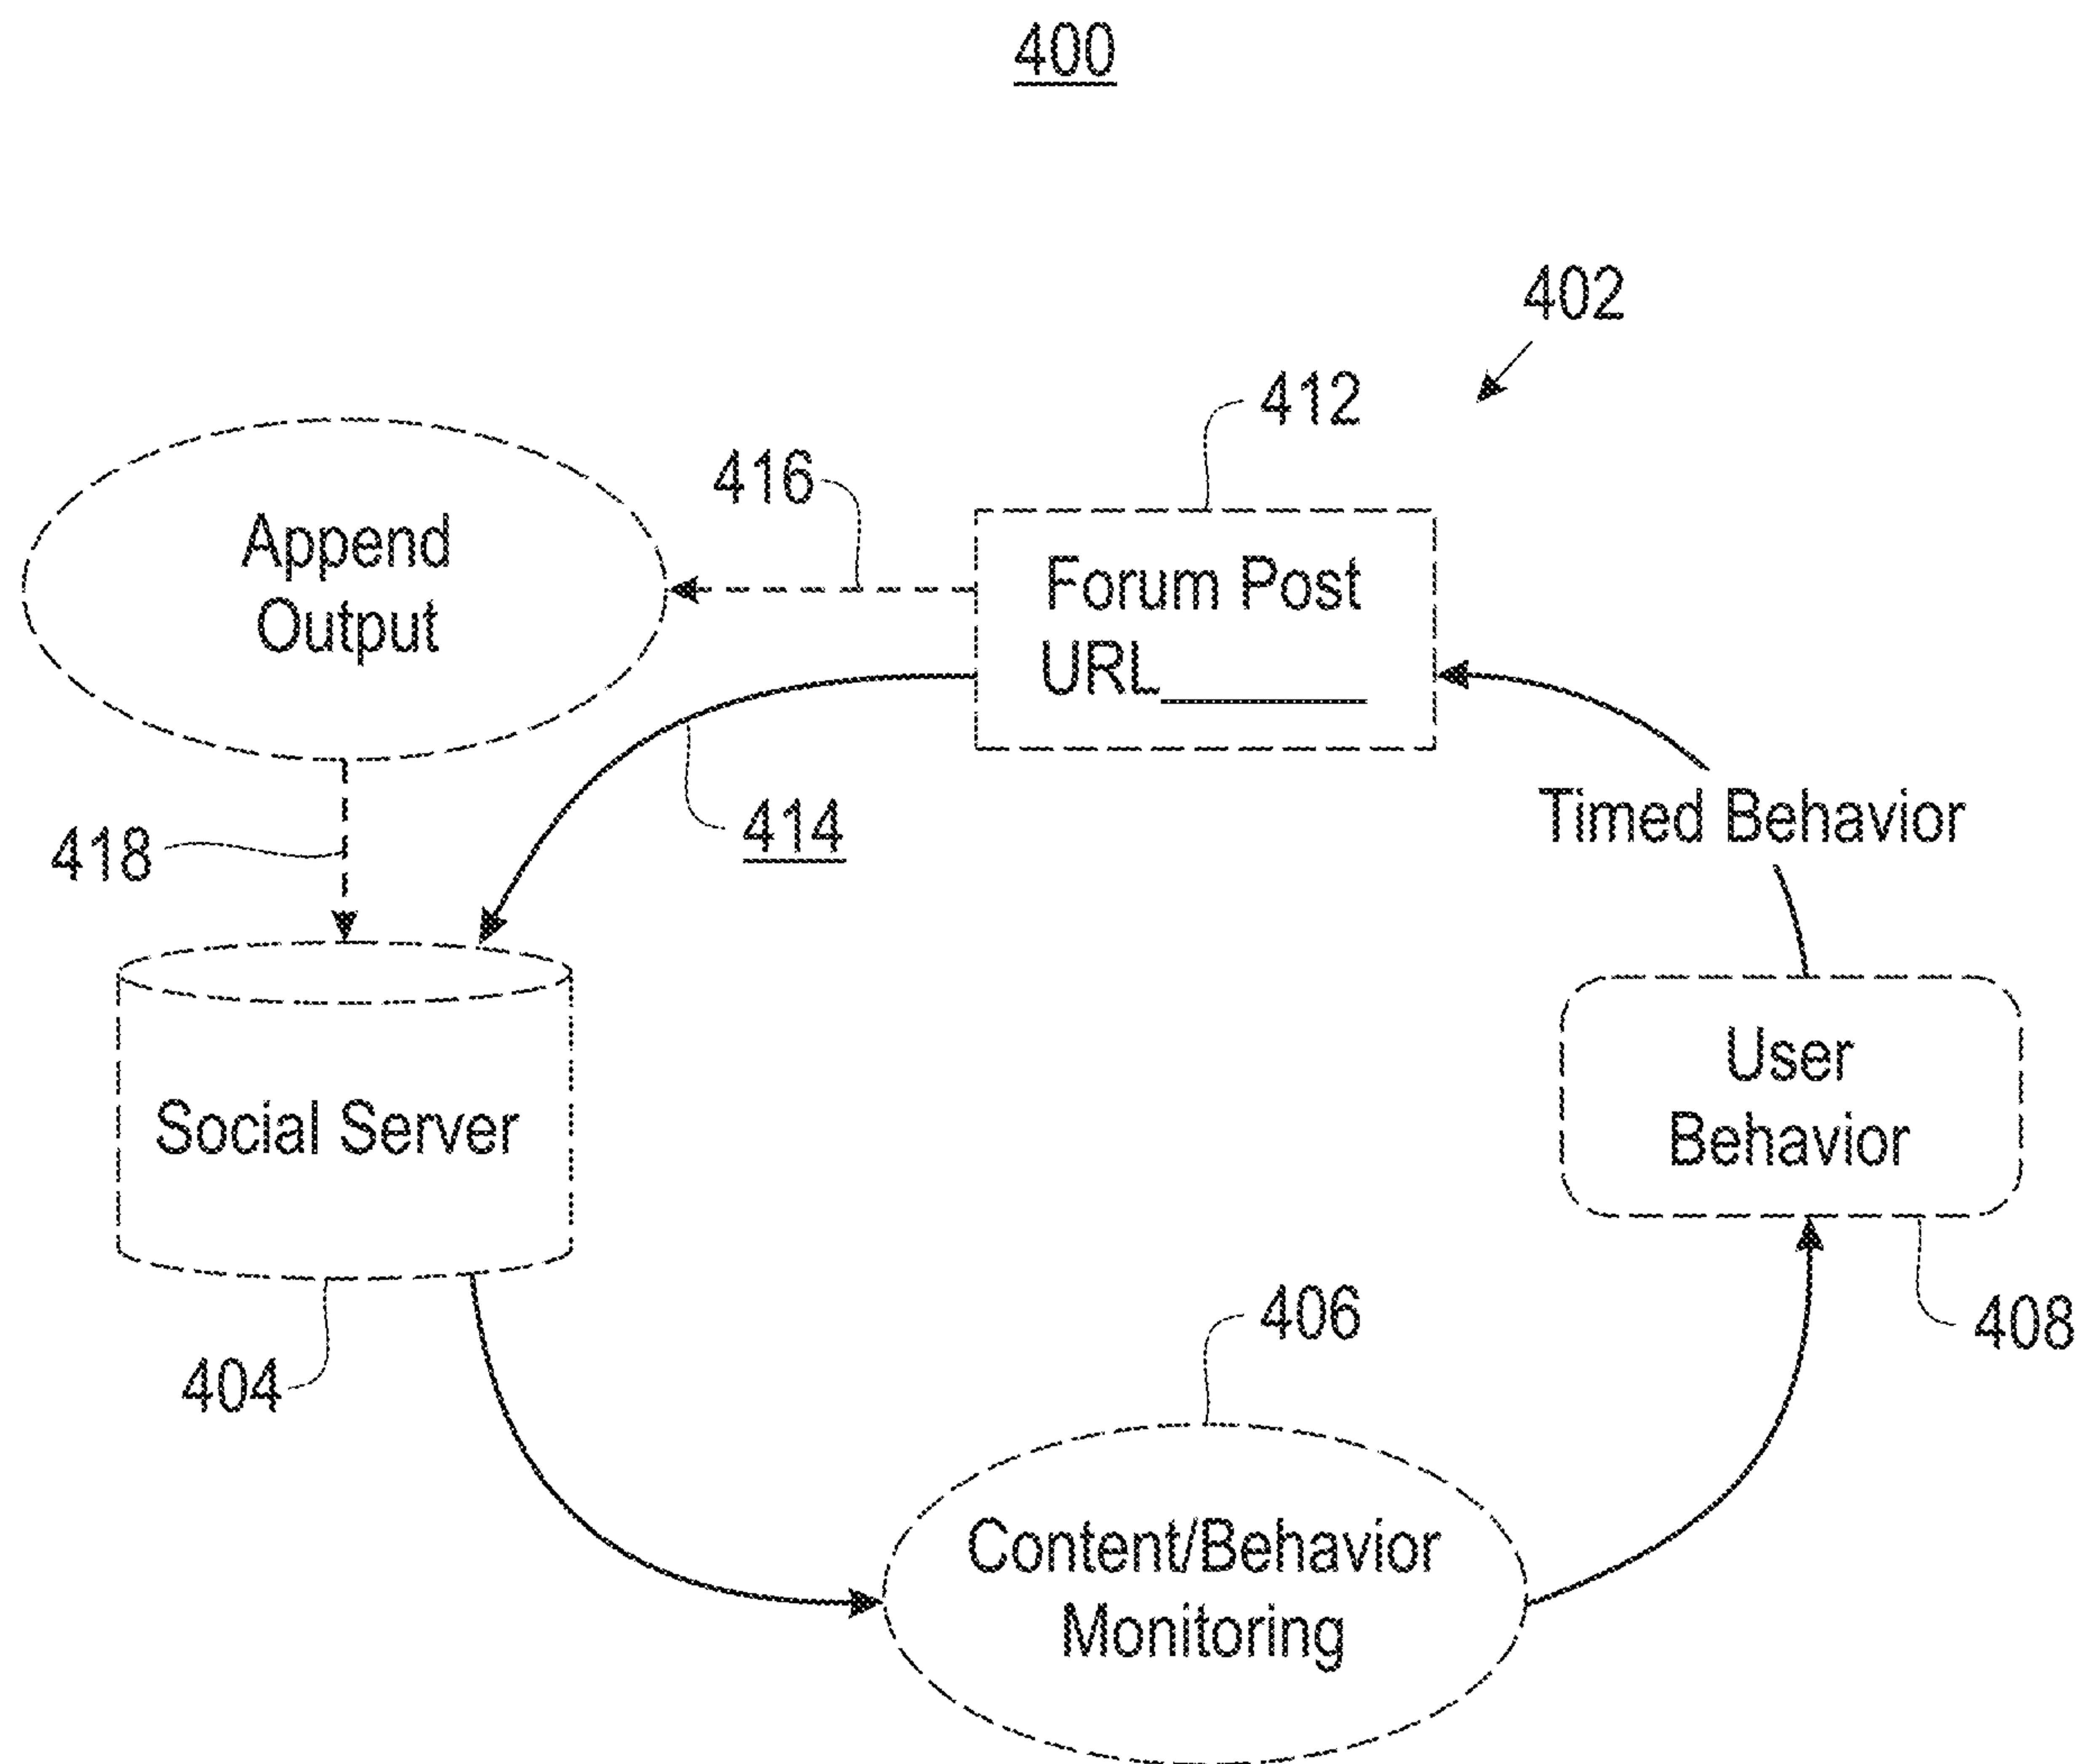 400
402
412
416
Append
Output
Forum Post
URL
414
418
Timed Behavior
Social Server
User
Behavior
404
406
408
Content/Behavior
Monitoring